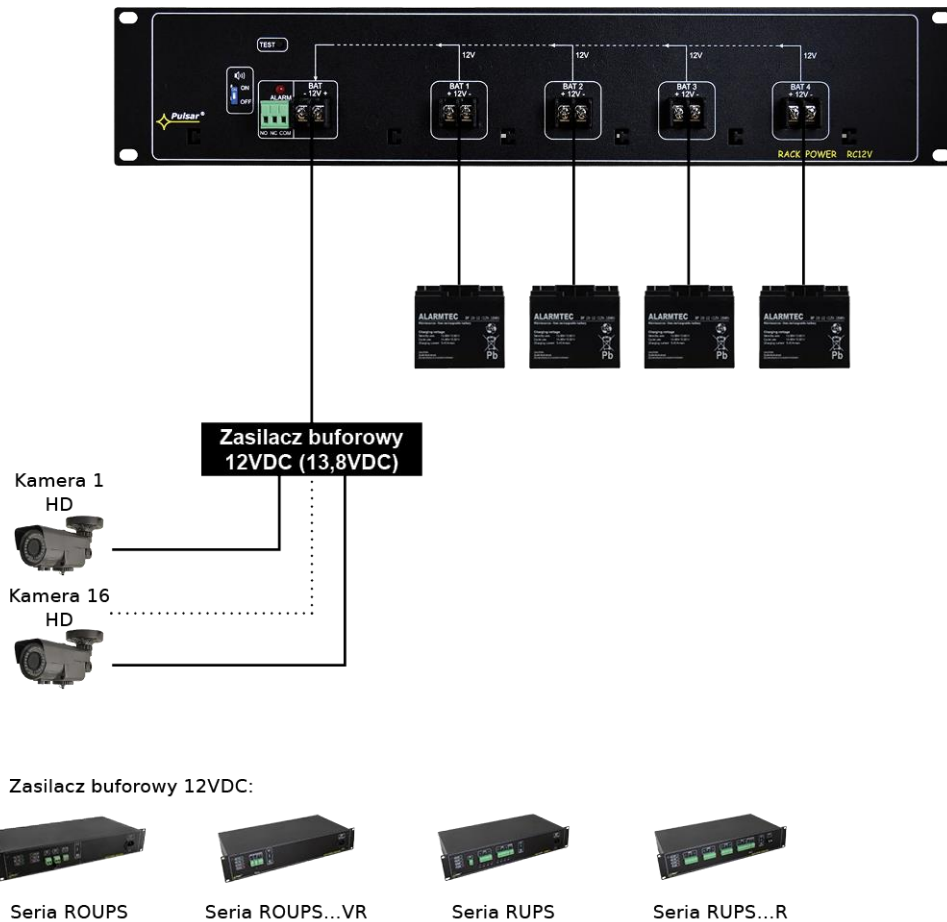 TEST
12V 12V 12V 12V
ON
OFF
ALARM
NO NC COM
BAT
- 12V +
BAT 1
+ 12V -
BAT 2
+ 12V -
BAT 3
+ 12V -
BAT 4
+ 12V -
Pulsar®
RACK POWER RC12V
ALARMTEC
Pb
ALARMTEC
Pb
ALARMTEC
Pb
ALARMTEC
Pb
Zasilacz buforowy
12VDC (13,8VDC)
Kamera 1
HD
Kamera 16
HD
Zasilacz buforowy 12VDC:
Seria ROUPS
Seria ROUPS...VR
Seria RUPS
Seria RUPS...R